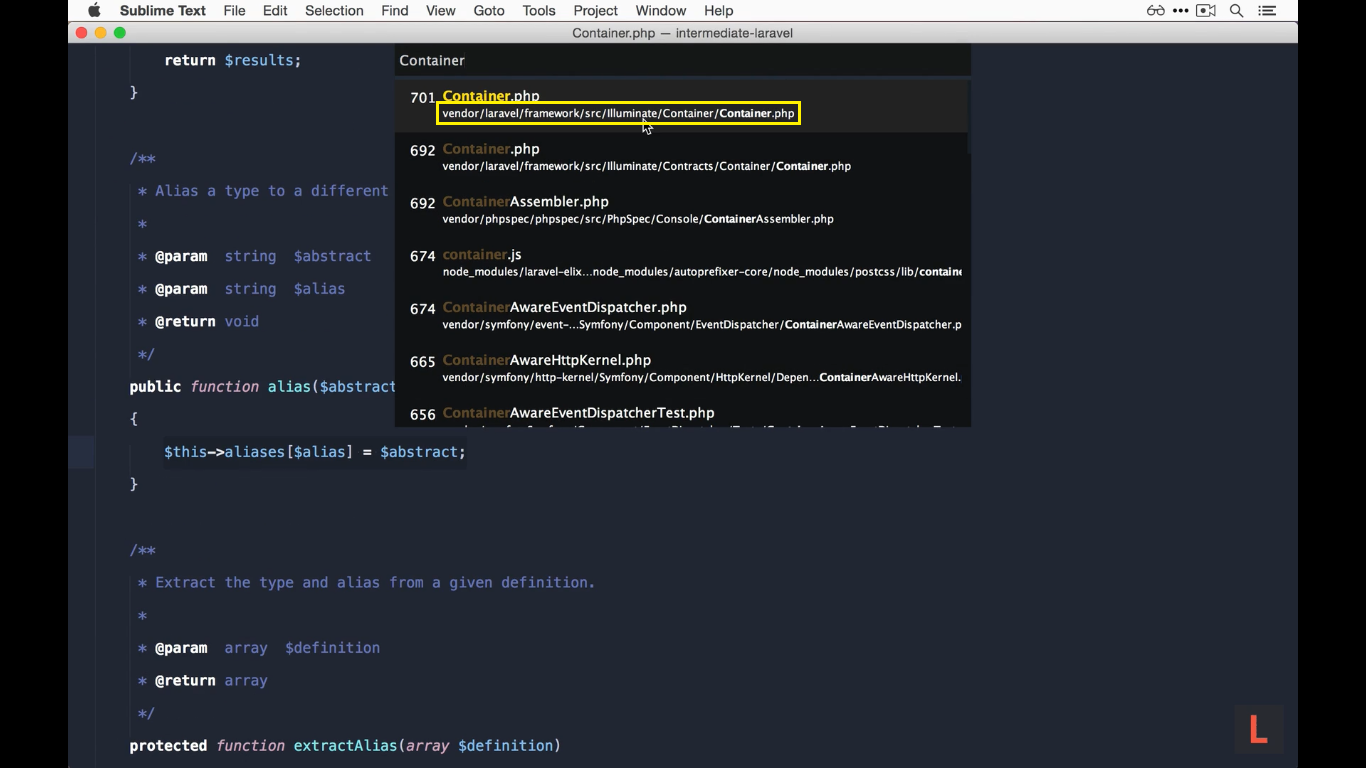 Sublime Text File Edit Selection Find View Goto Tools Project Window Help
Container.php — intermediate-laravel
return $results;
}
/**
* Alias a type to a different
*
* @param string $abstract
* @param string $alias
* @return void
*/
public function alias($abstract
{
$this->aliases[$alias] = $abstract;
}
/**
* Extract the type and alias from a given definition.
*
* @param array $definition
* @return array
*/
protected function extractAlias(array $definition)
Container
701 Container.php
vendor/laravel/framework/src/Illuminate/Container/Container.php
692 Container.php
vendor/laravel/framework/src/Illuminate/Contracts/Container/Container.php
692 ContainerAssembler.php
vendor/phpspec/phpspec/src/PhpSpec/Console/ContainerAssembler.php
674 container.js
node_modules/laravel-elix...node_modules/autoprefixer-core/node_modules/postcss/lib/containe
674 ContainerAwareEventDispatcher.php
vendor/symfony/event-...Symfony/Component/EventDispatcher/ContainerAwareEventDispatcher.p
665 ContainerAwareHttpKernel.php
vendor/symfony/http-kernel/Symfony/Component/HttpKernel/Depen...ContainerAwareHttpKernel.
656 ContainerAwareEventDispatcherTest.php
L